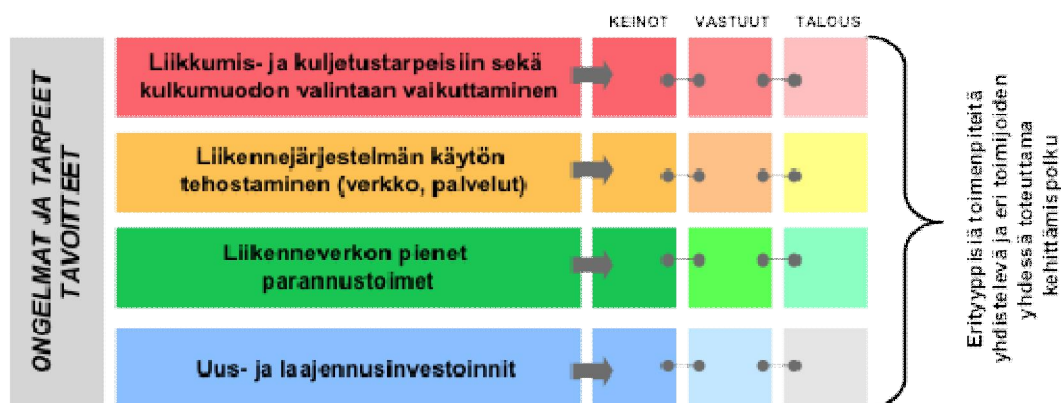 KEINOT VASTUUT TALOUS
ONGELMAT JA TARPEET
TAVOITTEET
Liikkumis- ja kuljetustarpeisiin sekä
kulkumuodon valintaan vaikuttaminen
Liikennejärjestelmän käytön
tehostaminen (verkko, palvelut)
Liikenneverkon pienet
parannustoimet
Uus- ja laajennusinvestoinnit
Erityyppisiä toimenpiteitä
yhdistelevä ja eri toimijoiden
yhdessä toteuttama
kehittämispolku